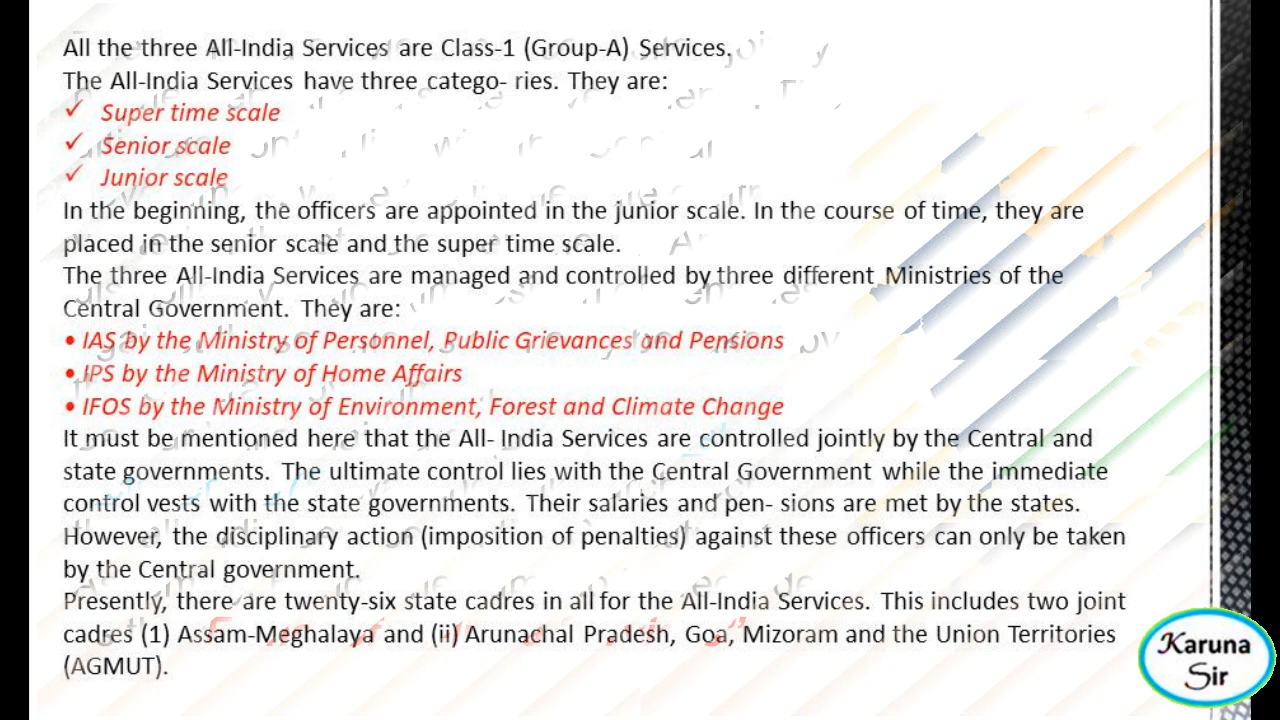 All the three All-India Services are Class-1 (Group-A) Services.
The All-India Services have three catego- ries. They are:
✓ Super time scale
✓ Senior scale
✓ Junior scale
In the beginning, the officers are appointed in the junior scale. In the course of time, they are
placed in the senior scale and the super time scale.
The three All-India Services are managed and controlled by three different Ministries of the
Central Government. They are:
• IAS by the Ministry of Personnel, Public Grievances and Pensions
• IPS by the Ministry of Home Affairs
• IFOS by the Ministry of Environment, Forest and Climate Change
It must be mentioned here that the All- India Services are controlled jointly by the Central and
state governments. The ultimate control lies with the Central Government while the immediate
control vests with the state governments. Their salaries and pen- sions are met by the states.
However, the disciplinary action (imposition of penalties) against these officers can only be taken
by the Central government.
Presently, there are twenty-six state cadres in all for the All-India Services. This includes two joint
cadres (1) Assam-Meghalaya and (ii) Arunachal Pradesh, Goa, Mizoram and the Union Territories
(AGMUT).
Karuna
Sir